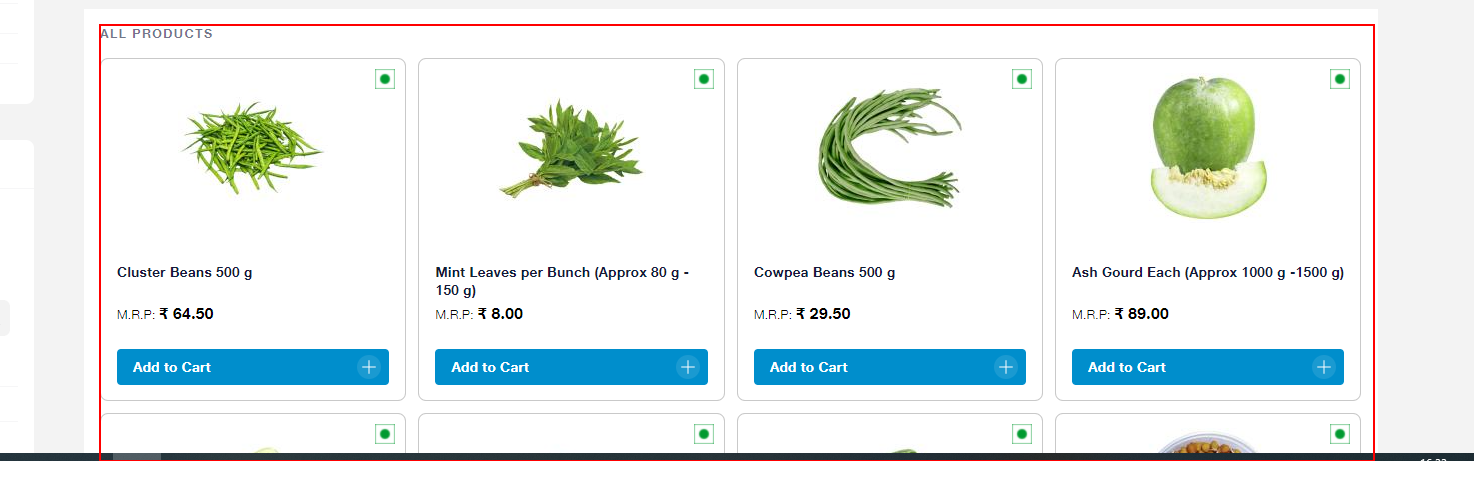 ALL PRODUCTS
Cluster Beans 500 g
M.R.P: ₹ 64.50
Add to Cart
Mint Leaves per Bunch (Approx 80 g -
150 g)
M.R.P: ₹ 8.00
Add to Cart
Cowpea Beans 500 g
M.R.P: ₹ 29.50
Add to Cart
Ash Gourd Each (Approx 1000 g -1500 g)
M.R.P: ₹ 89.00
Add to Cart